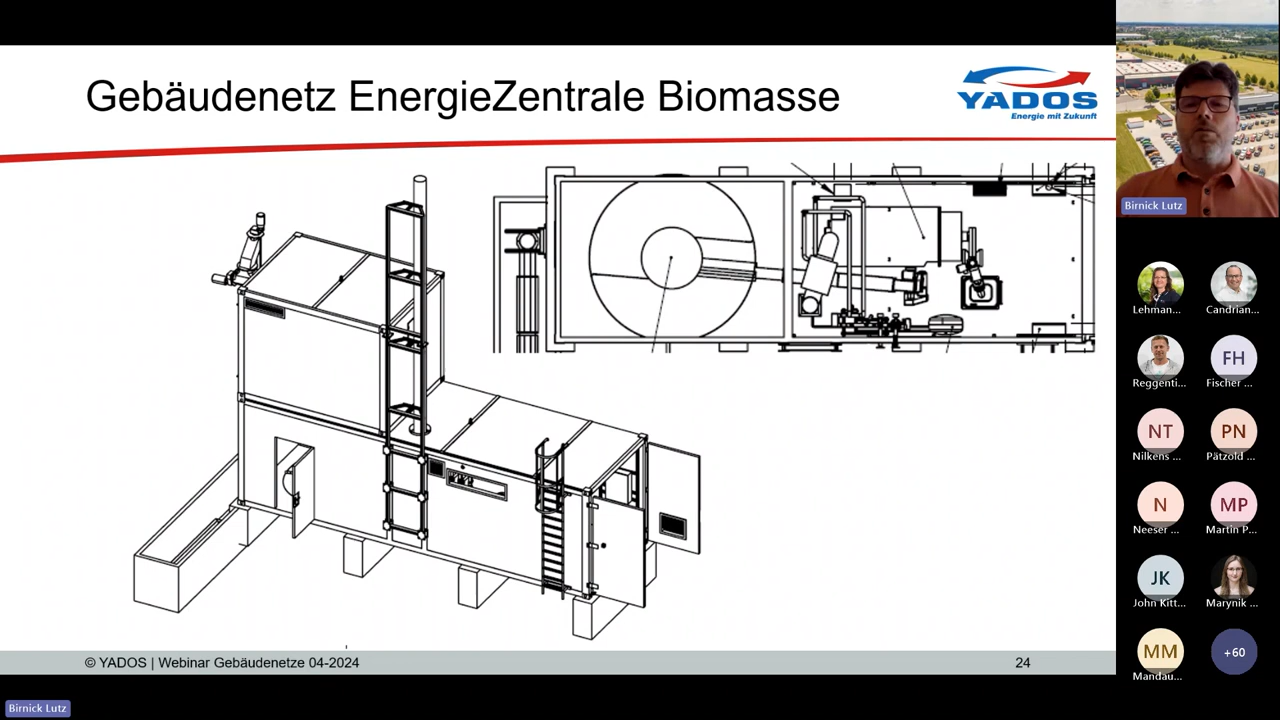 Gebäudenetz EnergieZentrale Biomasse
YADOS
Energie mit Zukunft
© YADOS | Webinar Gebäudenetze 04-2024
24
Birnick Lutz
Lehman...
Candrian...
Reggenti...
FH
Fischer ...
NT
Nilkens ...
PN
Pätzold ...
N
Neeser ...
MP
Martin P...
JK
John Kitt...
Marynik ...
MM
Mandau...
+60
Birnick Lutz